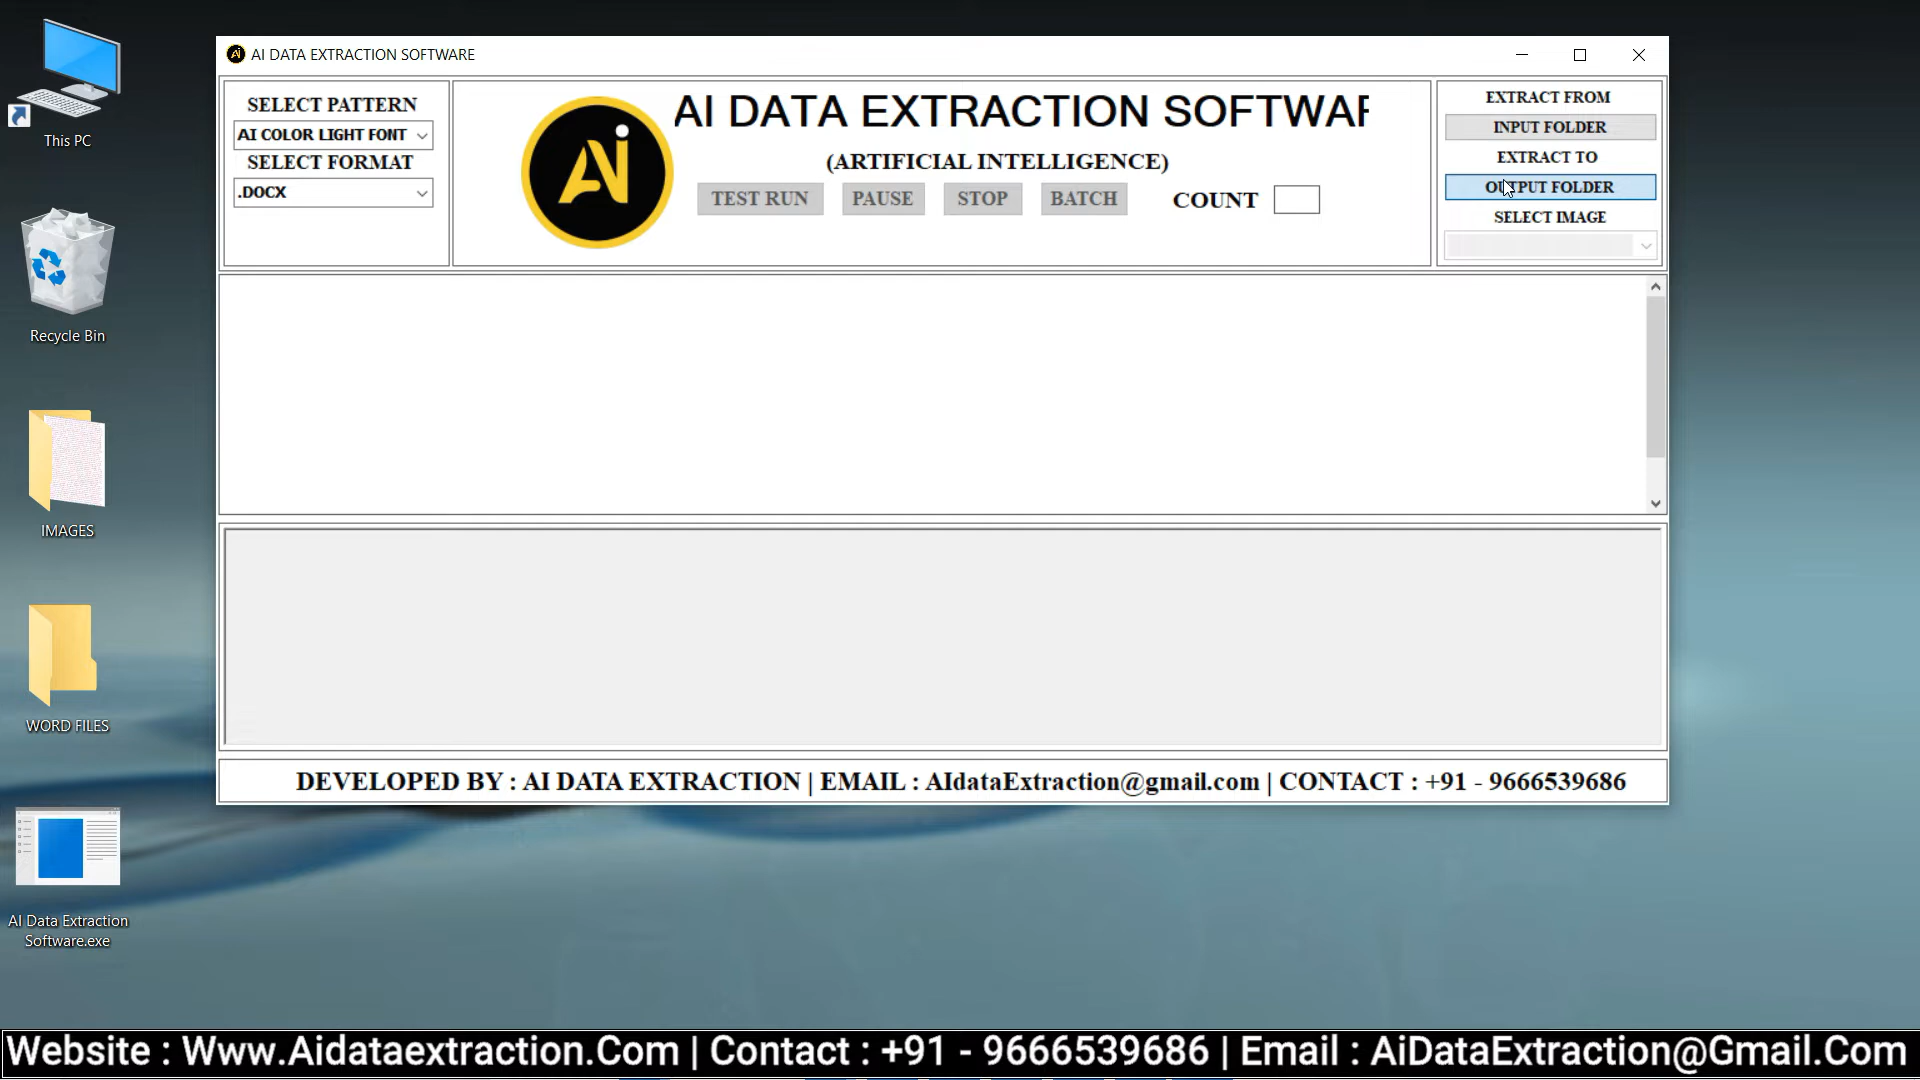 This PC
Recycle Bin
IMAGES
WORD FILES
AI Data Extraction
Software.exe
AI DATA EXTRACTION SOFTWARE
SELECT PATTERN
AI COLOR LIGHT FONT
SELECT FORMAT
.DOCX
Ai
AI DATA EXTRACTION SOFTWAR
(ARTIFICIAL INTELLIGENCE)
TEST RUN PAUSE STOP BATCH COUNT
EXTRACT FROM
INPUT FOLDER
EXTRACT TO
OUTPUT FOLDER
SELECT IMAGE
DEVELOPED BY : AI DATA EXTRACTION | EMAIL : AIdataExtraction@gmail.com | CONTACT : +91 - 9666539686
Website : Www.Aidataextraction.Com | Contact : +91 - 9666539686 | Email : AiDataExtraction@Gmail.Com